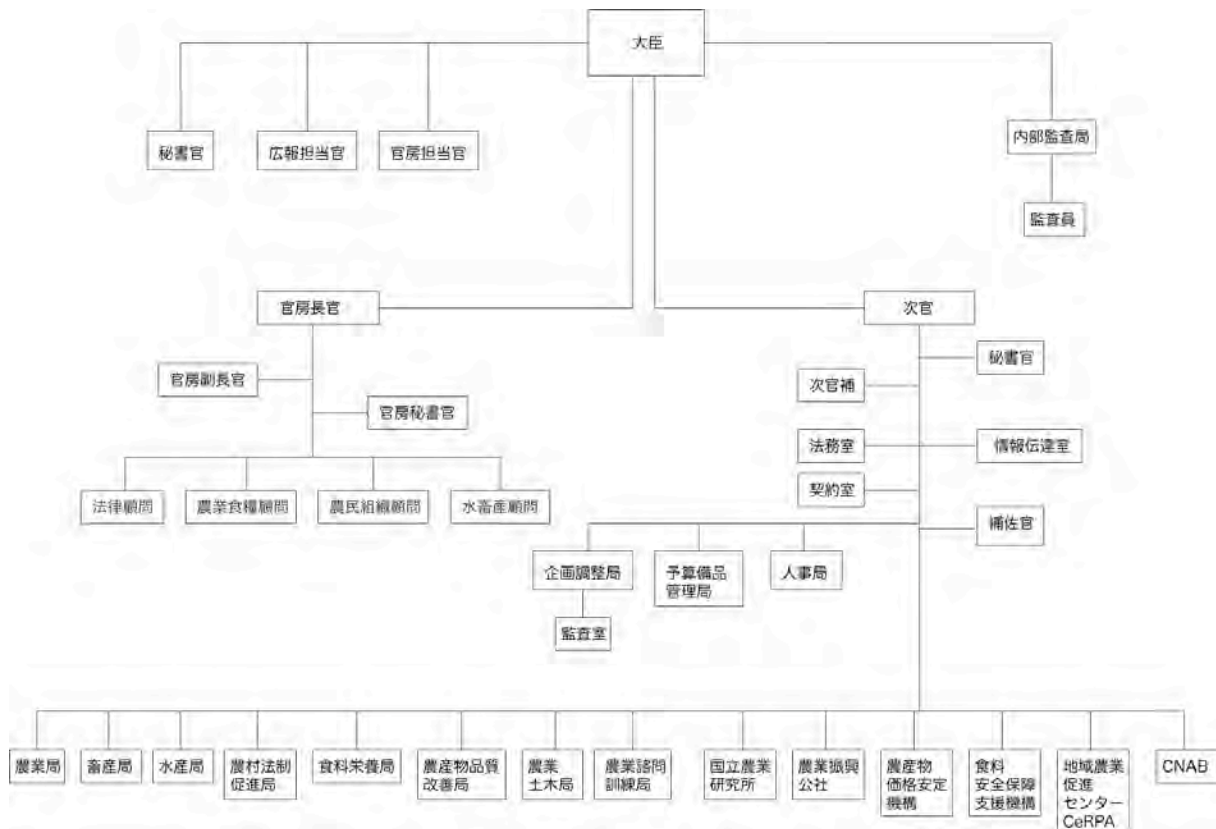 大臣
秘書官
広報担当官
官房担当官
内部監査局
監査員
官房長官
次官
官房副長官
官房秘書官
秘書官
次官補
法務室
情報伝達室
契約室
補佐官
法律顧問
農業食糧顧問
農民組織顧問
水畜産顧問
企画調整局
予算備品
管理局
人事局
監査室
農業局
畜産局
水産局
農村法制
促進局
食料栄養局
農産物品質
改善局
農業
土木局
農業諮問
訓練局
国立農業
研究所
農業振興
公社
農産物
価格安定
機構
食料
安全保障
支援機構
地域農業
促進
センター
CeRPA
CNAB